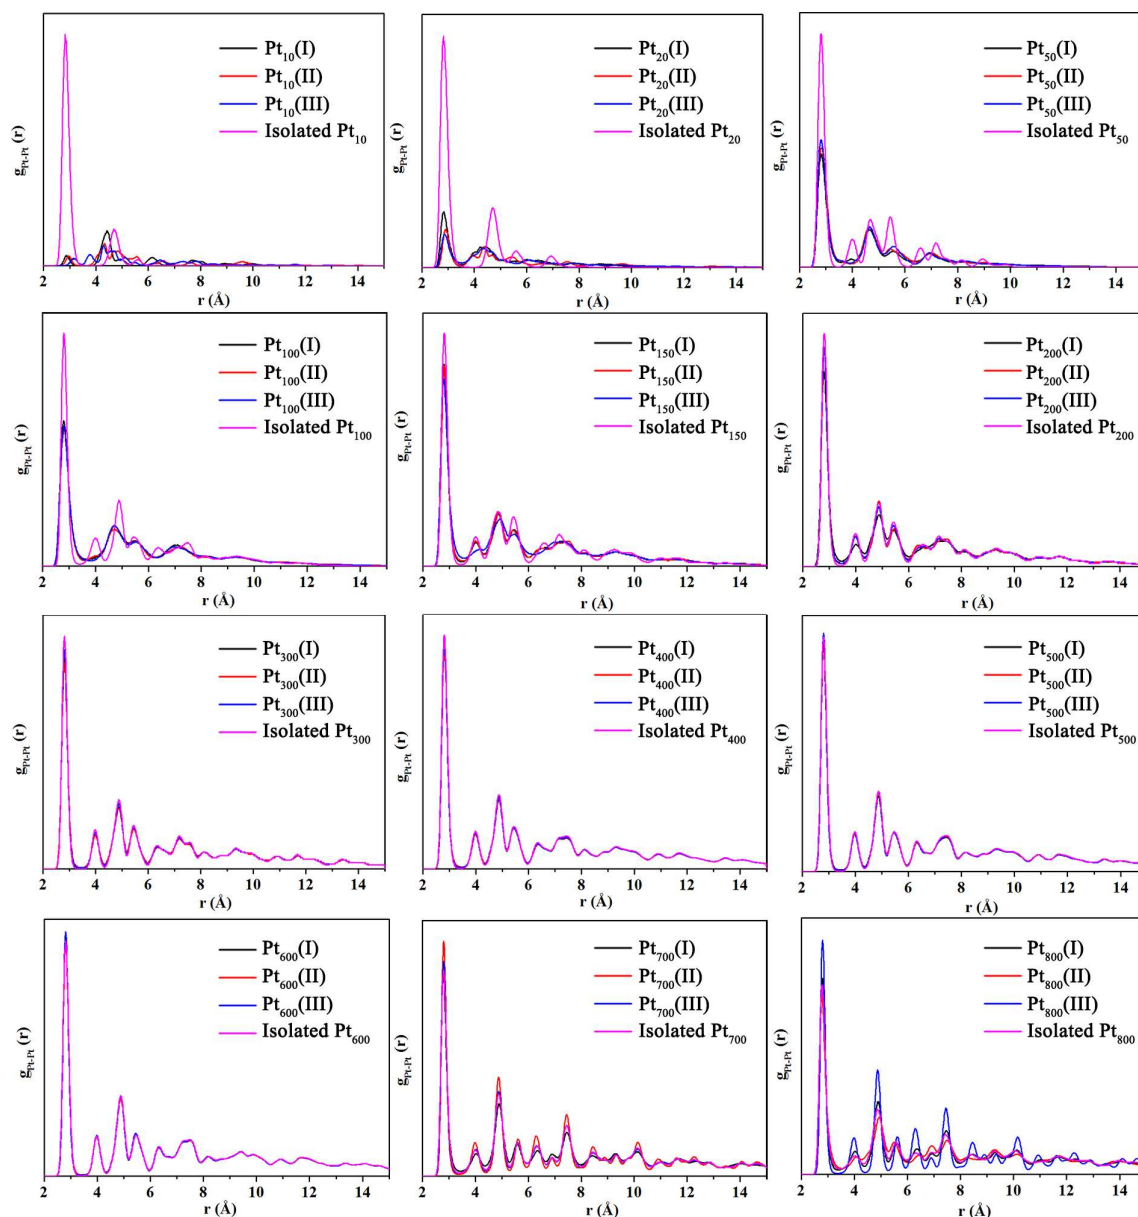 Pt10(I)
Pt10(II)
Pt10(III)
Isolated Pt10
gPt-Pt (r)
2 4 6 8 10 12 14
r (Å)
Pt20(I)
Pt20(II)
Pt20(III)
Isolated Pt20
gPt-Pt (r)
2 4 6 8 10 12 14
r (Å)
Pt50(I)
Pt50(II)
Pt50(III)
Isolated Pt50
gPt-Pt (r)
2 4 6 8 10 12 14
r (Å)
Pt100(I)
Pt100(II)
Pt100(III)
Isolated Pt100
gPt-Pt (r)
2 4 6 8 10 12 14
r (Å)
Pt150(I)
Pt150(II)
Pt150(III)
Isolated Pt150
gPt-Pt (r)
2 4 6 8 10 12 14
r (Å)
Pt200(I)
Pt200(II)
Pt200(III)
Isolated Pt200
gPt-Pt (r)
2 4 6 8 10 12 14
r (Å)
Pt300(I)
Pt300(II)
Pt300(III)
Isolated Pt300
gPt-Pt (r)
2 4 6 8 10 12 14
r (Å)
Pt400(I)
Pt400(II)
Pt400(III)
Isolated Pt400
gPt-Pt (r)
2 4 6 8 10 12 14
r (Å)
Pt500(I)
Pt500(II)
Pt500(III)
Isolated Pt500
gPt-Pt (r)
2 4 6 8 10 12 14
r (Å)
Pt600(I)
Pt600(II)
Pt600(III)
Isolated Pt600
gPt-Pt (r)
2 4 6 8 10 12 14
r (Å)
Pt700(I)
Pt700(II)
Pt700(III)
Isolated Pt700
gPt-Pt (r)
2 4 6 8 10 12 14
r (Å)
Pt800(I)
Pt800(II)
Pt800(III)
Isolated Pt800
gPt-Pt (r)
2 4 6 8 10 12 14
r (Å)